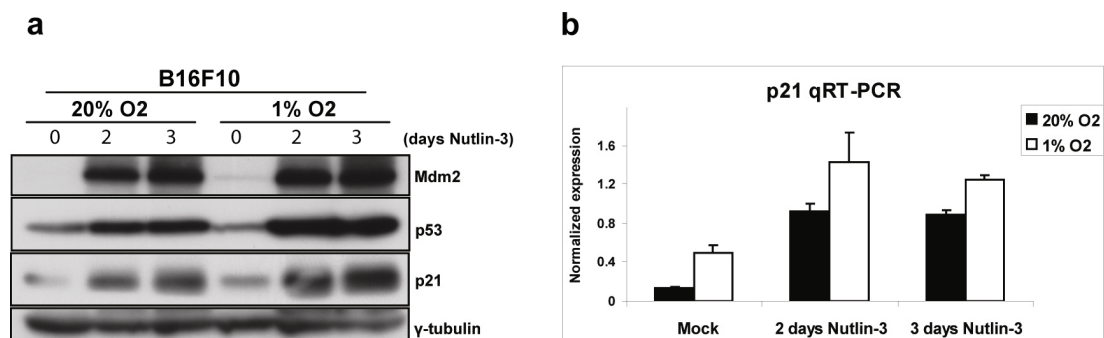 a
B16F10
20% O2 1% O2
0 2 3 0 2 3 (days Nutlin-3)
Mdm2
p53
p21
γ-tubulin
b
p21 qRT-PCR
20% O2
1% O2
Normalized expression
1.6
1.2
0.8
0.4
0
Mock 2 days Nutlin-3 3 days Nutlin-3